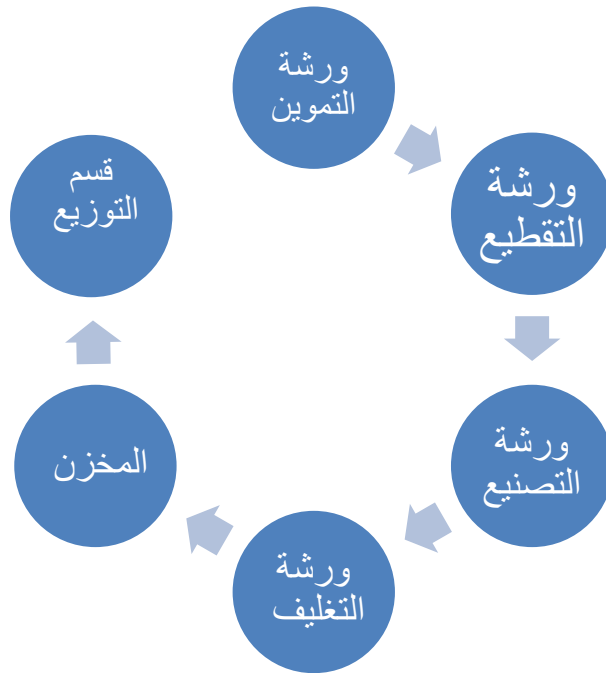 ورشة
التموين
ورشة
التقطيع
ورشة
التصنيع
ورشة
التغليف
المخزن
قسم
التوزيع